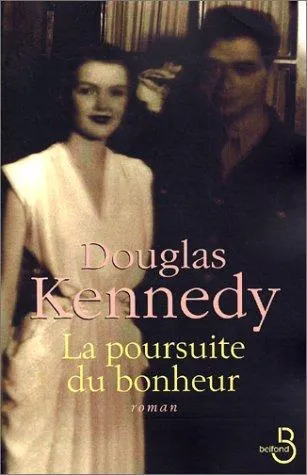 Douglas
Kennedy
La poursuite
du bonheur
roman
belfond